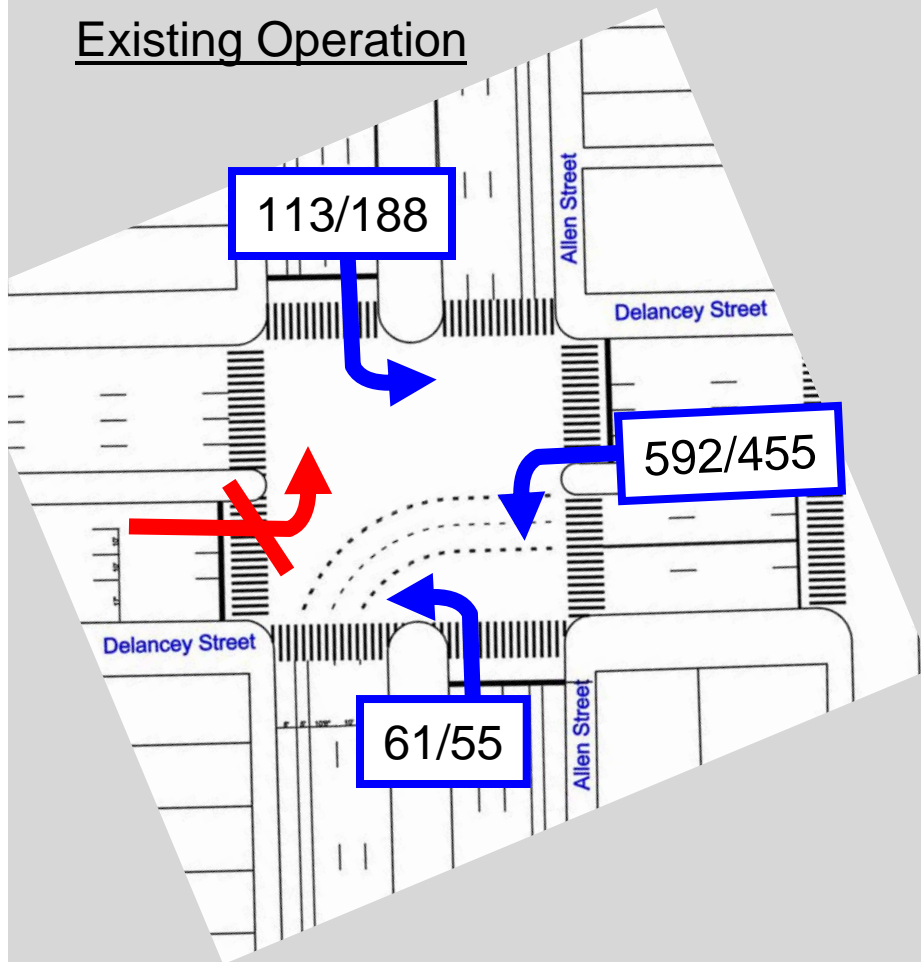 Existing Operation
Allen Street
113/188
Delancey Street
592/455
Delancey Street
61/55
Allen Street